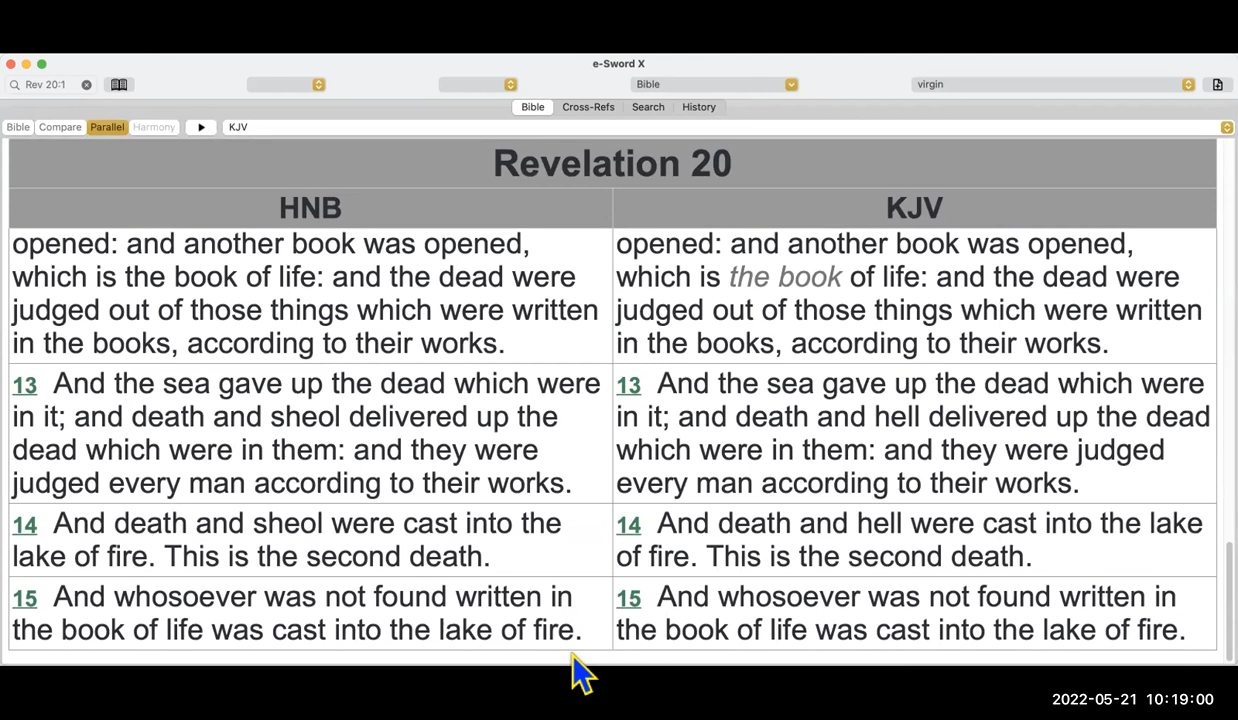 e-Sword X
Rev 20:1
Bible
virgin
Bible Cross-Refs Search History
Bible Compare Parallel Harmony KJV
Revelation 20
HNB
KJV
opened: and another book was opened,
which is the book of life: and the dead were
judged out of those things which were written
in the books, according to their works.
opened: and another book was opened,
which is the book of life: and the dead were
judged out of those things which were written
in the books, according to their works.
13 And the sea gave up the dead which were
in it; and death and sheol delivered up the
dead which were in them: and they were
judged every man according to their works.
13 And the sea gave up the dead which were
in it; and death and hell delivered up the dead
which were in them: and they were judged
every man according to their works.
14 And death and sheol were cast into the
lake of fire. This is the second death.
14 And death and hell were cast into the lake
of fire. This is the second death.
15 And whosoever was not found written in
the book of life was cast into the lake of fire.
15 And whosoever was not found written in
the book of life was cast into the lake of fire.
2022-05-21 10:19:00